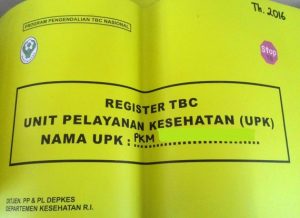 Th. 2016
PROGRAM PENGENDALIAN TBC NASIONAL
Stop
REGISTER TBC
UNIT PELAYANAN KESEHATAN (UPK)
NAMA UPK : PKM
DITJEN PP & PL DEPKES
DEPARTEMEN KESEHATAN R.I.